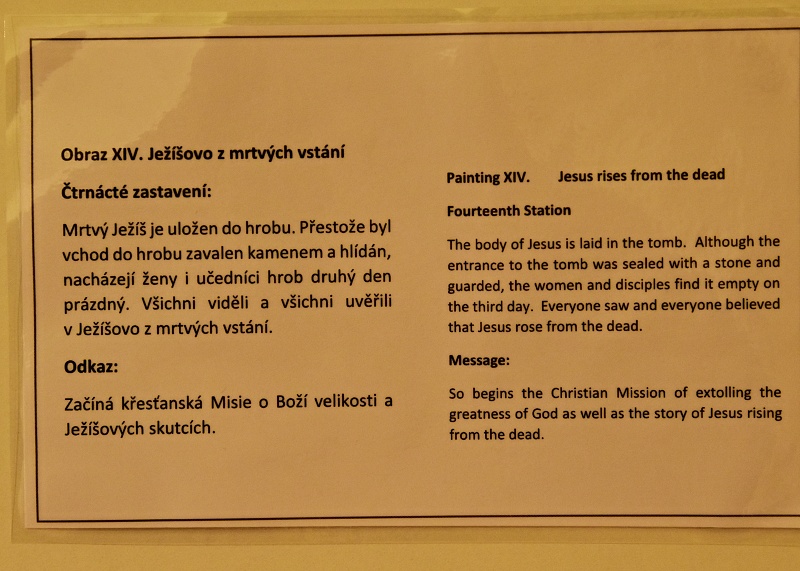 Obraz XIV. Ježíšovo z mrtvých vstání
Čtrnácté zastavení:
Mrtvý Ježíš je uložen do hrobu. Přestože byl
vchod do hrobu zavalen kamenem a hlídán,
nacházejí ženy i učedníci hrob druhý den
prázdný. Všichni viděli a všichni uvěřili
v Ježíšovo z mrtvých vstání.
Odkaz:
Začíná křesťanská Misie o Boží velikosti a
Ježíšových skutcích.
Painting XIV. Jesus rises from the dead
Fourteenth Station
The body of Jesus is laid in the tomb. Although the
entrance to the tomb was sealed with a stone and
guarded, the women and disciples find it empty on
the third day. Everyone saw and everyone believed
that Jesus rose from the dead.
Message:
So begins the Christian Mission of extolling the
greatness of God as well as the story of Jesus rising
from the dead.